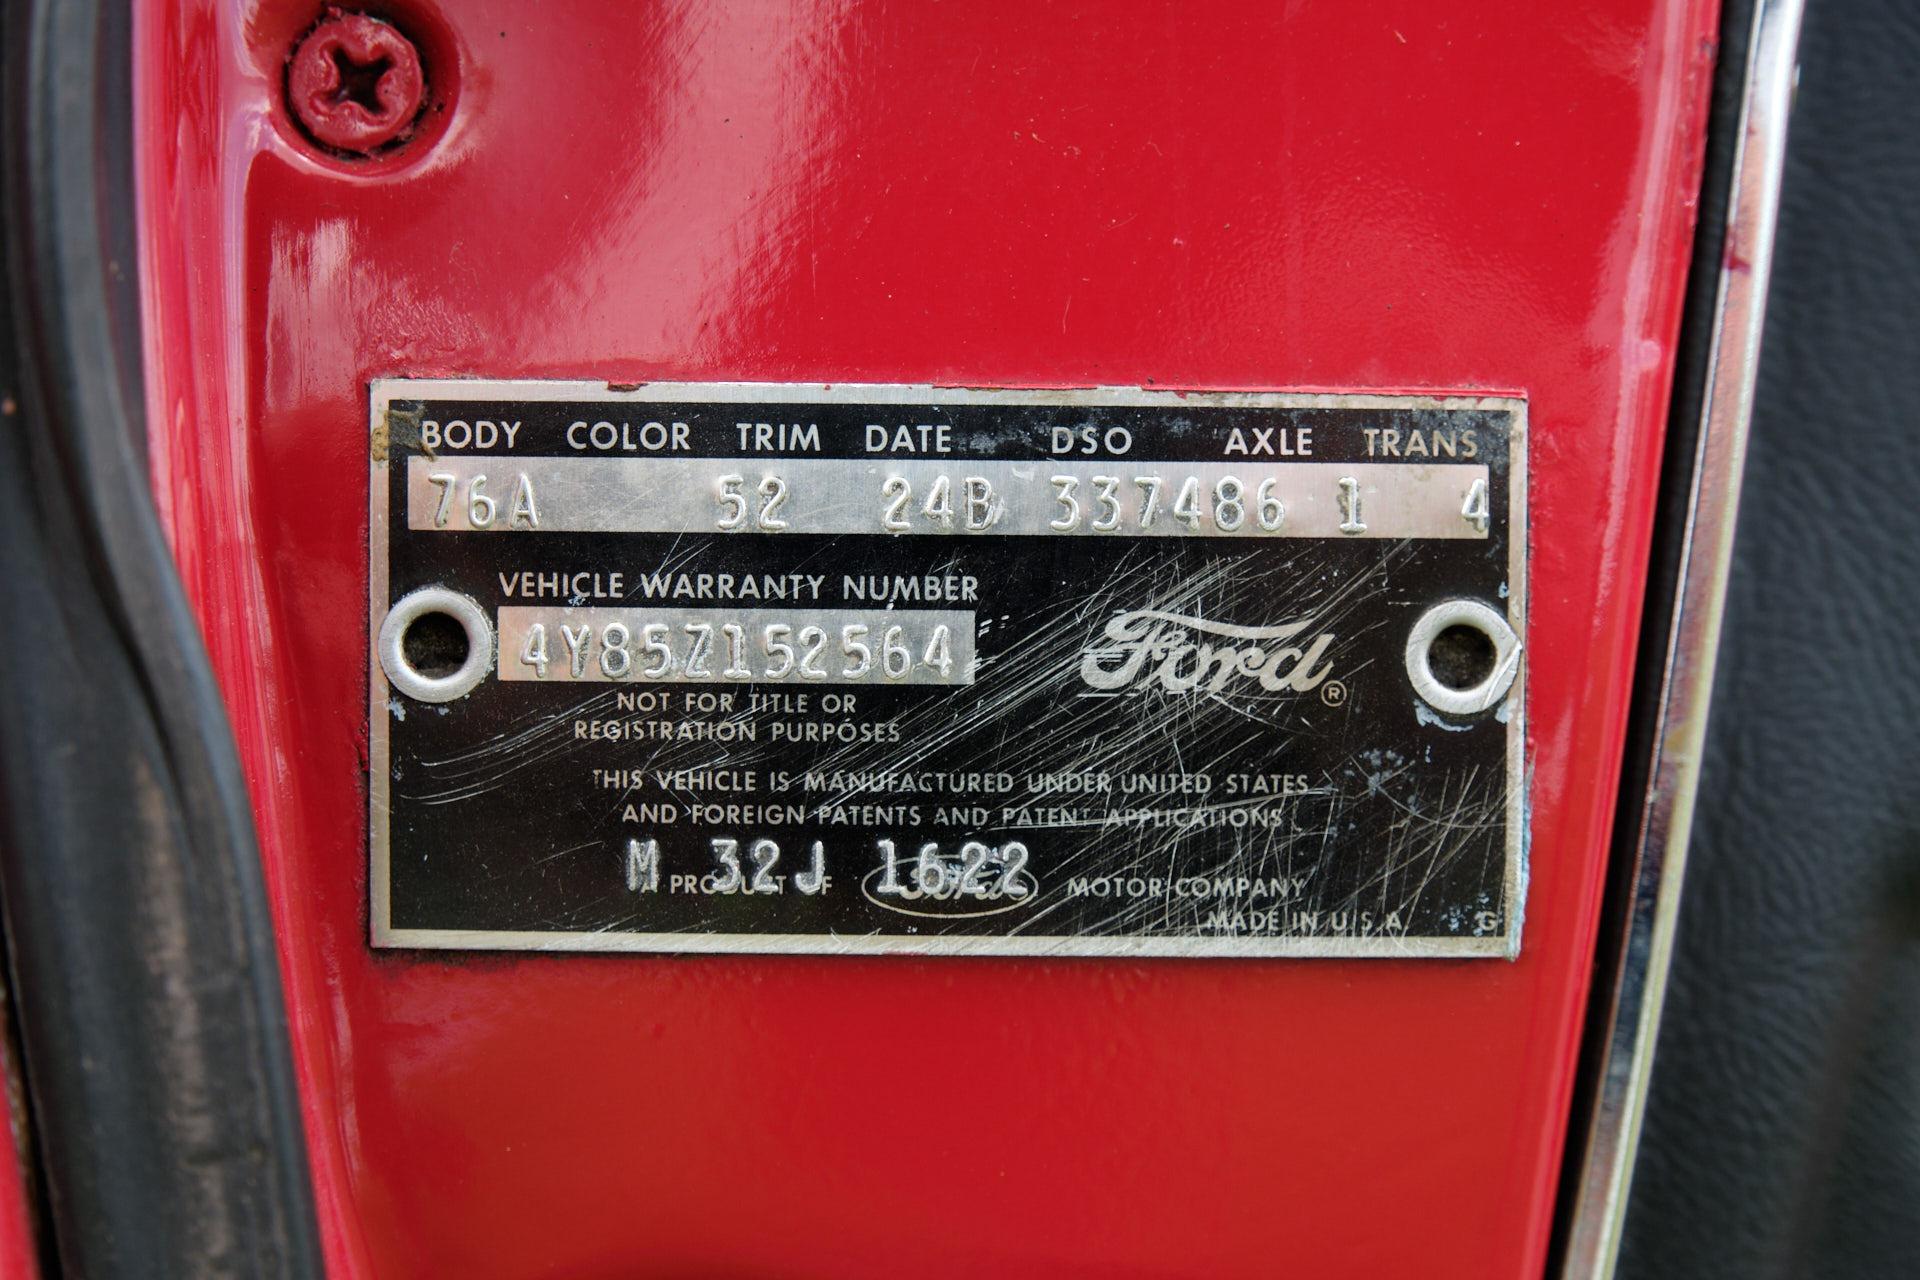 BODY COLOR TRIM DATE DSO AXLE TRANS
76A 52 24B 337486 1 4
VEHICLE WARRANTY NUMBER
4Y85Z152564
Ford®
NOT FOR TITLE OR
REGISTRATION PURPOSES
THIS VEHICLE IS MANUFACTURED UNDER UNITED STATES
AND FOREIGN PATENTS AND PATENT APPLICATIONS
M 32J 1622
PRODUCT OF Ford MOTOR COMPANY
MADE IN U.S.A G